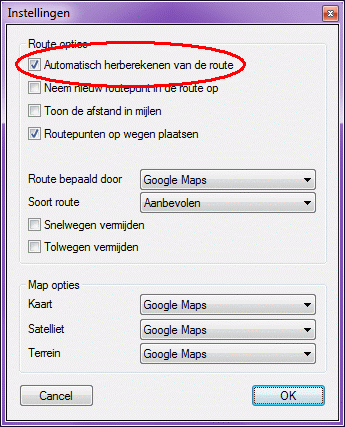 Instellingen
Route opties
Automatisch herberekenen van de route
Neem nieuw routepunt in de route op
Toon de afstand in mijlen
Routepunten op wegen plaatsen
Route bepaald door Google Maps
Soort route Aanbevolen
Snelwegen vermijden
Tolwegen vermijden
Map opties
Kaart Google Maps
Satelliet Google Maps
Terrein Google Maps
Cancel OK